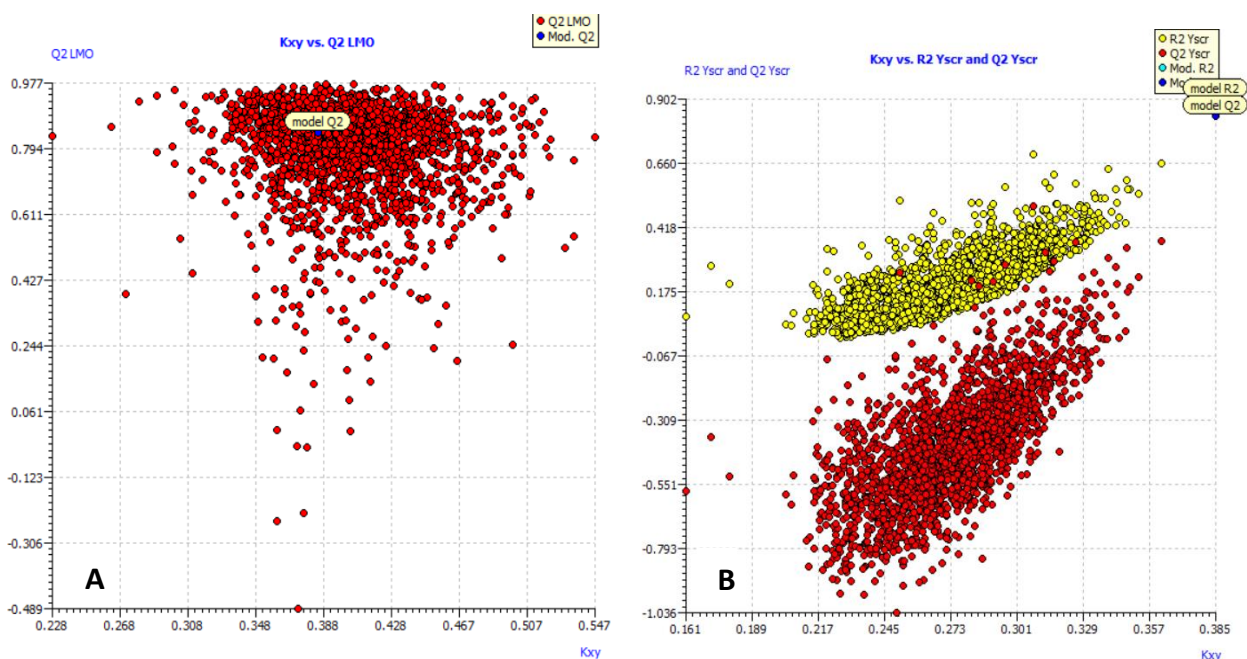 Q2 LMO
Mod. Q2
Kxy vs. Q2 LMO
Q2 LMO
0.977
0.794
0.611
0.427
0.244
0.061
-0.123
-0.306
-0.489
model Q2
A
0.228 0.268 0.308 0.348 0.388 0.428 0.467 0.507 0.547
Kxy
R2 Yscr
Q2 Yscr
Mod. R2
Mo
model R2
model Q2
Kxy vs. R2 Yscr and Q2 Yscr
R2 Yscr and Q2 Yscr
0.902
0.660
0.418
0.175
-0.067
-0.309
-0.551
-0.793
-1.036
B
0.161 0.189 0.217 0.245 0.273 0.301 0.329 0.357 0.385
Kxy